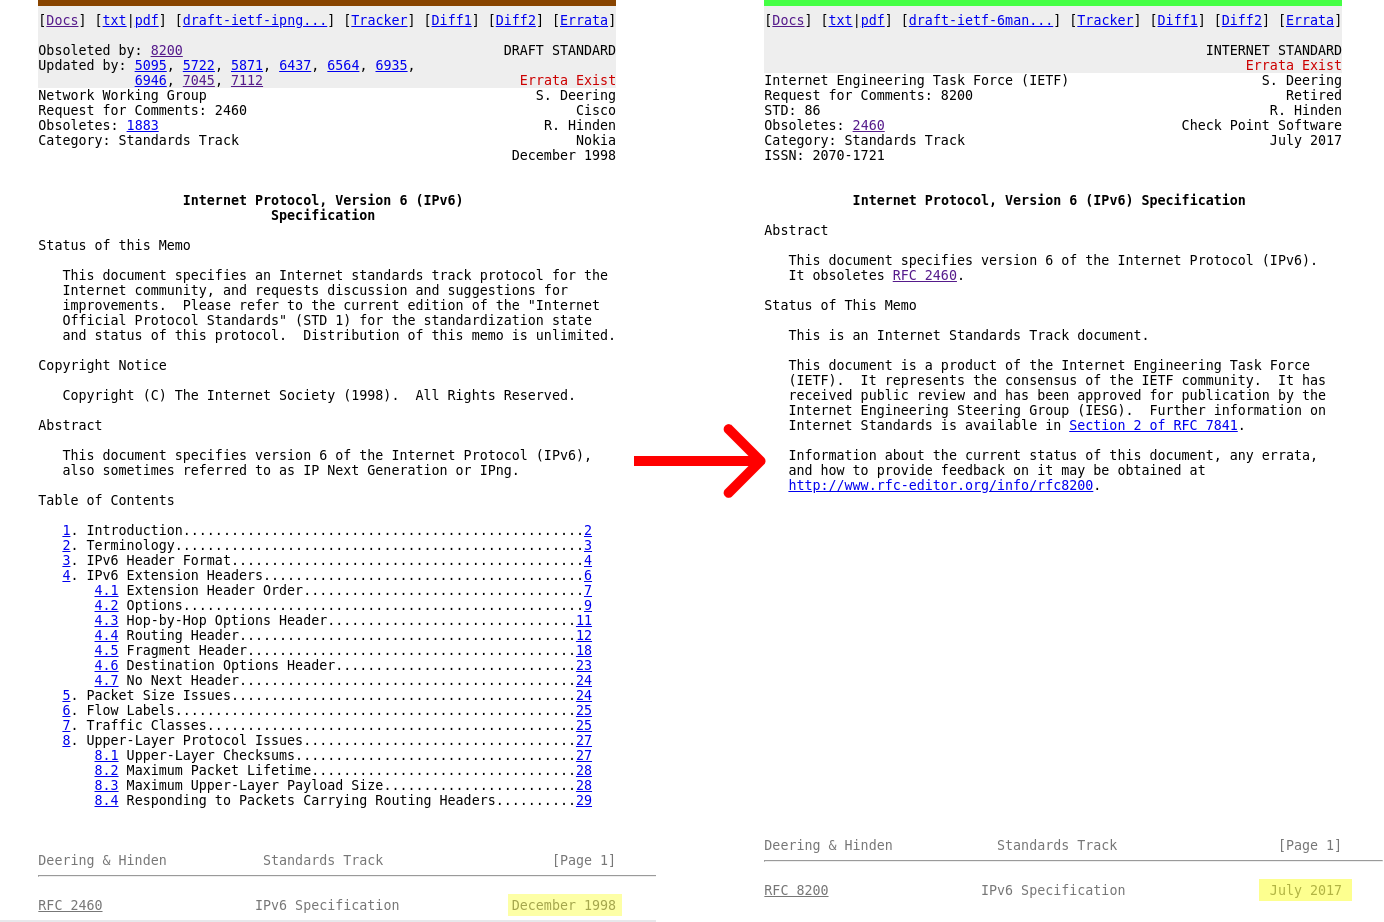 [Docs] [txt|pdf] [draft-ietf-ipng...] [Tracker] [Diff1] [Diff2] [Errata]
Obsoleted by: 8200 DRAFT STANDARD
Updated by: 5095, 5722, 5871, 6437, 6564, 6935,
6946, 7045, 7112 Errata Exist
Network Working Group S. Deering
Request for Comments: 2460 Cisco
Obsoletes: 1883 R. Hinden
Category: Standards Track Nokia
December 1998
Internet Protocol, Version 6 (IPv6)
Specification
Status of this Memo
This document specifies an Internet standards track protocol for the
Internet community, and requests discussion and suggestions for
improvements.  Please refer to the current edition of the "Internet
Official Protocol Standards" (STD 1) for the standardization state
and status of this protocol.  Distribution of this memo is unlimited.
Copyright Notice
Copyright (C) The Internet Society (1998).  All Rights Reserved.
Abstract
This document specifies version 6 of the Internet Protocol (IPv6),
also sometimes referred to as IP Next Generation or IPng.
Table of Contents
1. Introduction..................................................2
2. Terminology...................................................3
3. IPv6 Header Format............................................4
4. IPv6 Extension Headers........................................6
4.1 Extension Header Order...................................7
4.2 Options..................................................9
4.3 Hop-by-Hop Options Header...............................11
4.4 Routing Header..........................................12
4.5 Fragment Header.........................................18
4.6 Destination Options Header..............................23
4.7 No Next Header..........................................24
5. Packet Size Issues...........................................24
6. Flow Labels..................................................25
7. Traffic Classes..............................................25
8. Upper-Layer Protocol Issues..................................27
8.1 Upper-Layer Checksums...................................27
8.2 Maximum Packet Lifetime.................................28
8.3 Maximum Upper-Layer Payload Size........................28
8.4 Responding to Packets Carrying Routing Headers..........29
Deering & Hinden Standards Track [Page 1]
RFC 2460 IPv6 Specification December 1998
[Docs] [txt|pdf] [draft-ietf-6man...] [Tracker] [Diff1] [Diff2] [Errata]
INTERNET STANDARD
Errata Exist
Internet Engineering Task Force (IETF) S. Deering
Request for Comments: 8200 Retired
STD: 86 R. Hinden
Obsoletes: 2460 Check Point Software
Category: Standards Track July 2017
ISSN: 2070-1721
Internet Protocol, Version 6 (IPv6) Specification
Abstract
This document specifies version 6 of the Internet Protocol (IPv6).
It obsoletes RFC 2460.
Status of This Memo
This is an Internet Standards Track document.
This document is a product of the Internet Engineering Task Force
(IETF).  It represents the consensus of the IETF community.  It has
received public review and has been approved for publication by the
Internet Engineering Steering Group (IESG).  Further information on
Internet Standards is available in Section 2 of RFC 7841.
Information about the current status of this document, any errata,
and how to provide feedback on it may be obtained at
http://www.rfc-editor.org/info/rfc8200.
Deering & Hinden Standards Track [Page 1]
RFC 8200 IPv6 Specification July 2017